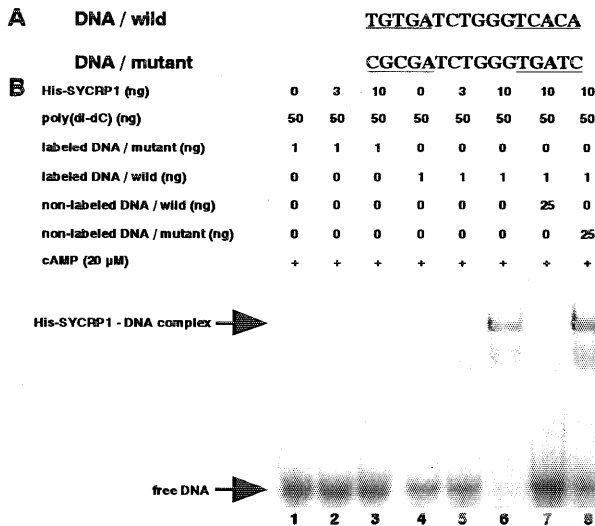 A DNA / wild TGTGATCTGGGTCACA
DNA / mutant CGCGATCTGGGTGATC
B His-SYCRP1 (ng) 0 3 10 0 3 10 10 10
poly(dI-dC) (ng) 50 50 50 50 50 50 50 50
labeled DNA / mutant (ng) 1 1 1 0 0 0 0 0
labeled DNA / wild (ng) 0 0 0 1 1 1 1 1
non-labeled DNA / wild (ng) 0 0 0 0 0 0 25 0
non-labeled DNA / mutant (ng) 0 0 0 0 0 0 0 25
cAMP (20 µM) + + + + + + + +
His-SYCRP1 - DNA complex
free DNA
1 2 3 4 5 6 7 8